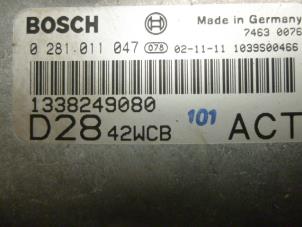 BOSCH Made in Germany
7463 0076
0 281 011 047 078 02-11-11 1039S00466
1338249080
D28 42WCB 101 ACT